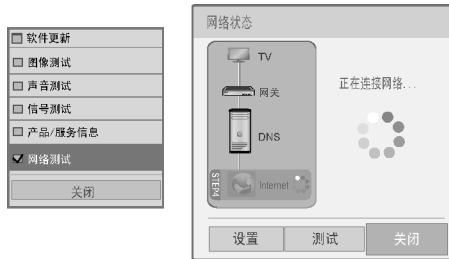 软件更新
图像测试
声音测试
信号测试
产品/服务信息
网络测试
关闭
网络状态
TV
网关
DNS
STEP4
Internet
正在连接网络...
设置
测试
关闭